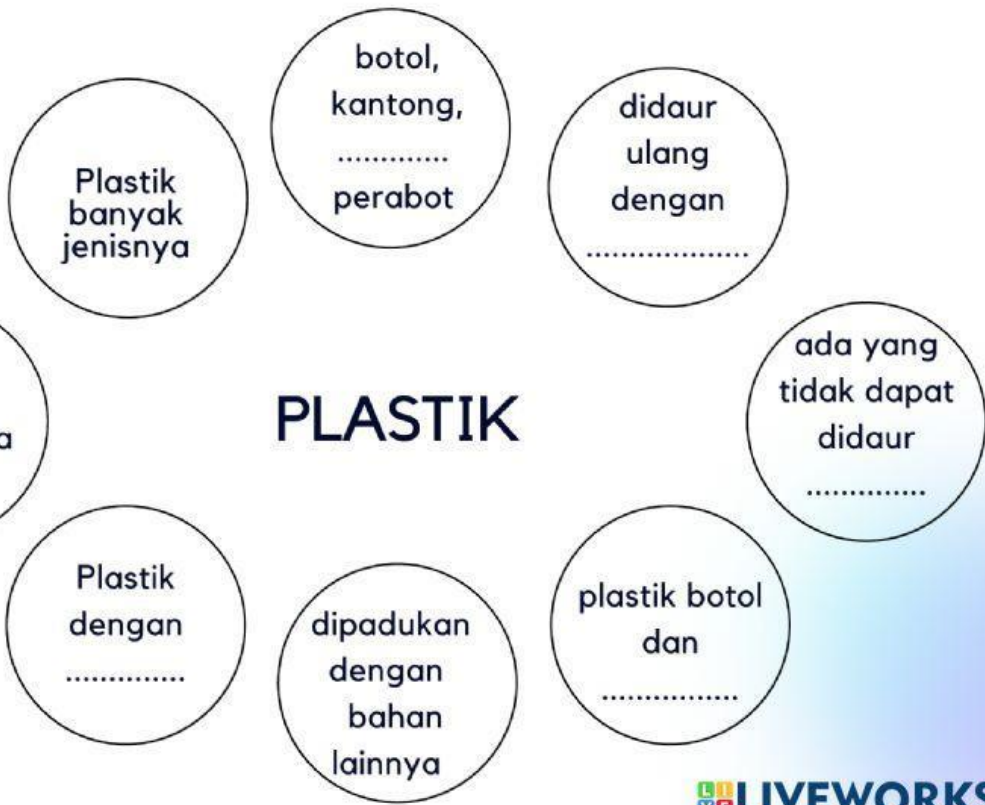 Plastik
banyak
jenisnya
botol,
kantong,
.............
perabot
didaur
ulang
dengan
...................
ada yang
tidak dapat
didaur
..............
PLASTIK
a
Plastik
dengan
..............
dipadukan
dengan
bahan
lainnya
plastik botol
dan
................
LIVEWORKS